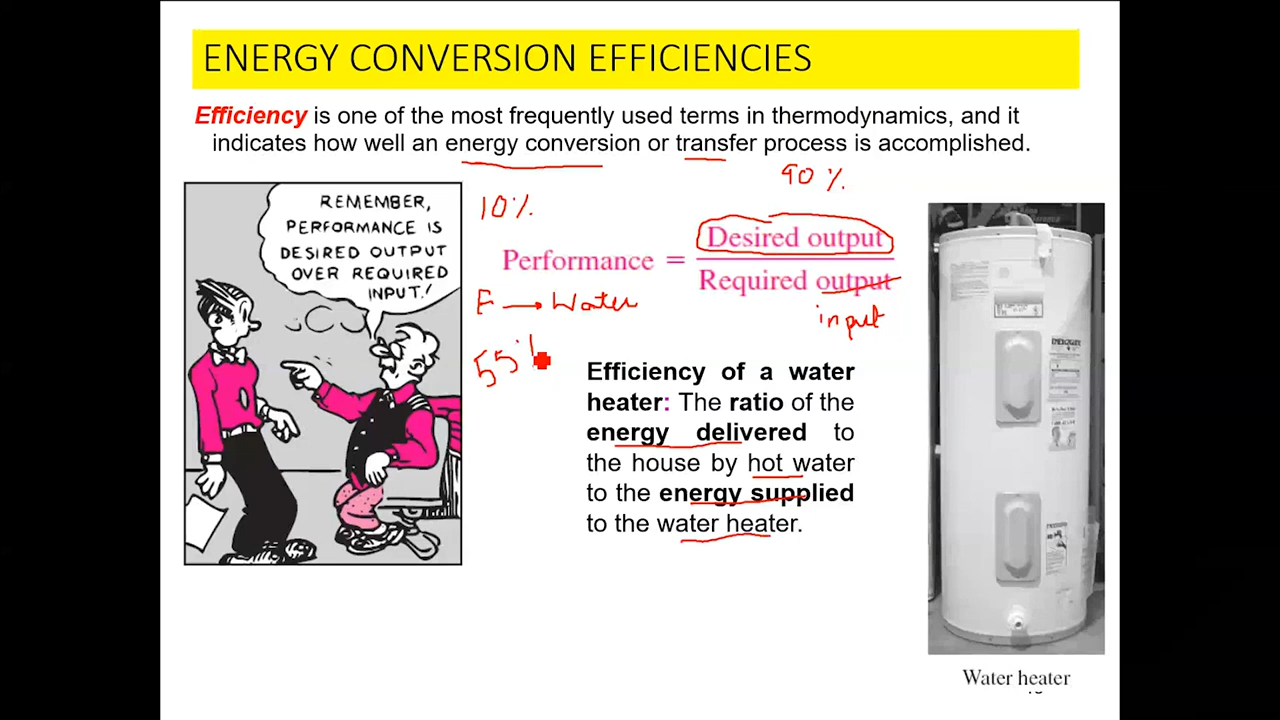 ENERGY CONVERSION EFFICIENCIES
Efficiency is one of the most frequently used terms in thermodynamics, and it
indicates how well an energy conversion or transfer process is accomplished.
90 %
10%
REMEMBER,
PERFORMANCE IS
DESIRED OUTPUT
OVER REQUIRED
INPUT!
Performance = Desired output
Required output
input
E → Water
55 %
Efficiency of a water
heater: The ratio of the
energy delivered to
the house by hot water
to the energy supplied
to the water heater.
Water heater